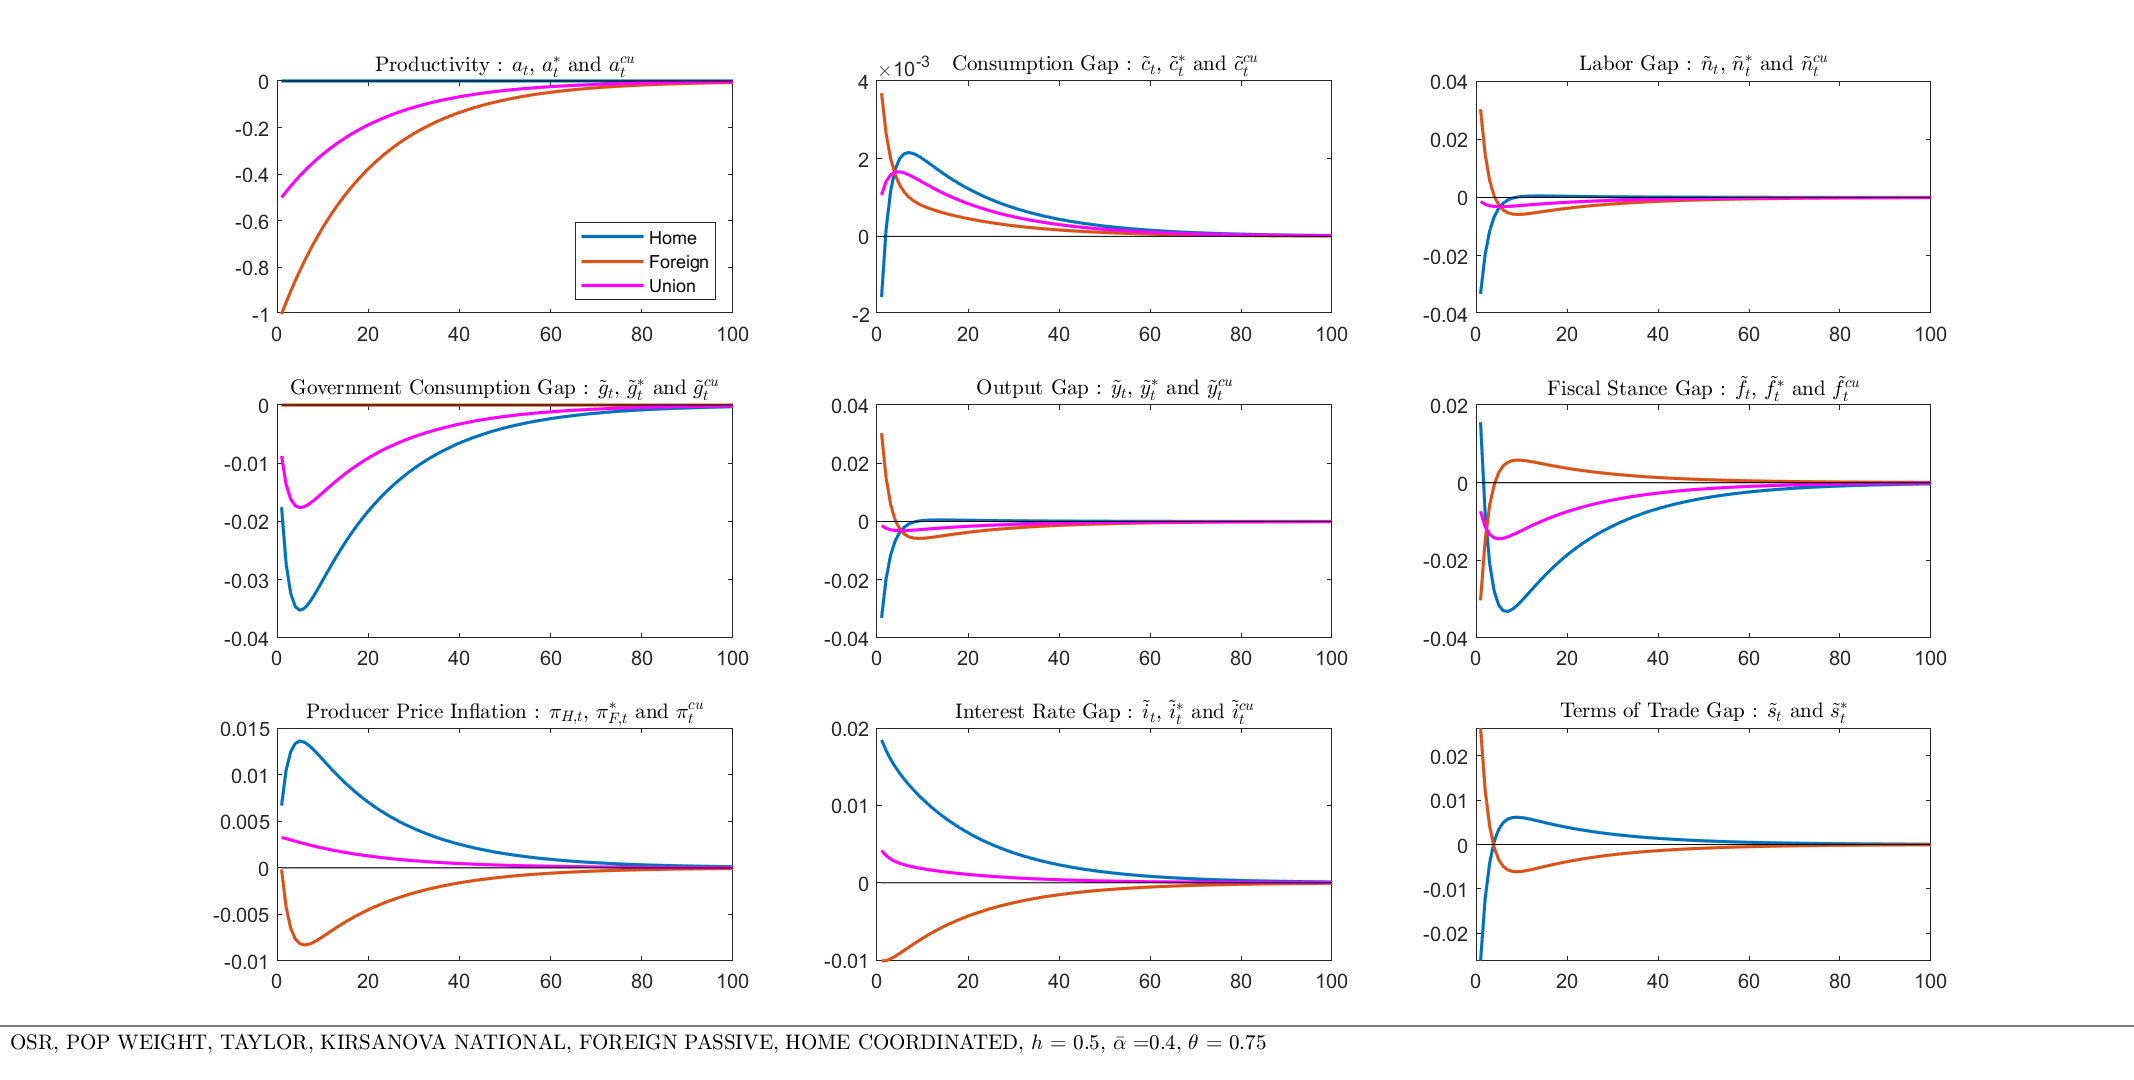 Productivity : a_t, a_t^* and a_t^{cu}
0
-0.2
-0.4
-0.6
-0.8
-1
0 20 40 60 80 100
Home
Foreign
Union
Consumption Gap : c̃_t, c̃_t^* and c̃_t^{cu}
×10^{-3}
4
2
0
-2
0 20 40 60 80 100
Labor Gap : ñ_t, ñ_t^* and ñ_t^{cu}
0.04
0.02
0
-0.02
-0.04
0 20 40 60 80 100
Government Consumption Gap : g̃_t, g̃_t^* and g̃_t^{cu}
0
-0.01
-0.02
-0.03
-0.04
0 20 40 60 80 100
Output Gap : ỹ_t, ỹ_t^* and ỹ_t^{cu}
0.04
0.02
0
-0.02
-0.04
0 20 40 60 80 100
Fiscal Stance Gap : f̃_t, f̃_t^* and f̃_t^{cu}
0.02
0
-0.02
-0.04
0 20 40 60 80 100
Producer Price Inflation : π_{H,t}, π_{F,t}^* and π_t^{cu}
0.015
0.01
0.005
0
-0.005
-0.01
0 20 40 60 80 100
Interest Rate Gap : ĩ_t, ĩ_t^* and ĩ_t^{cu}
0.02
0.01
0
-0.01
0 20 40 60 80 100
Terms of Trade Gap : s̃_t and s̃_t^*
0.02
0.01
0
-0.01
-0.02
0 20 40 60 80 100
OSR, POP WEIGHT, TAYLOR, KIRSANOVA NATIONAL, FOREIGN PASSIVE, HOME COORDINATED, h = 0.5, ᾱ =0.4, θ = 0.75